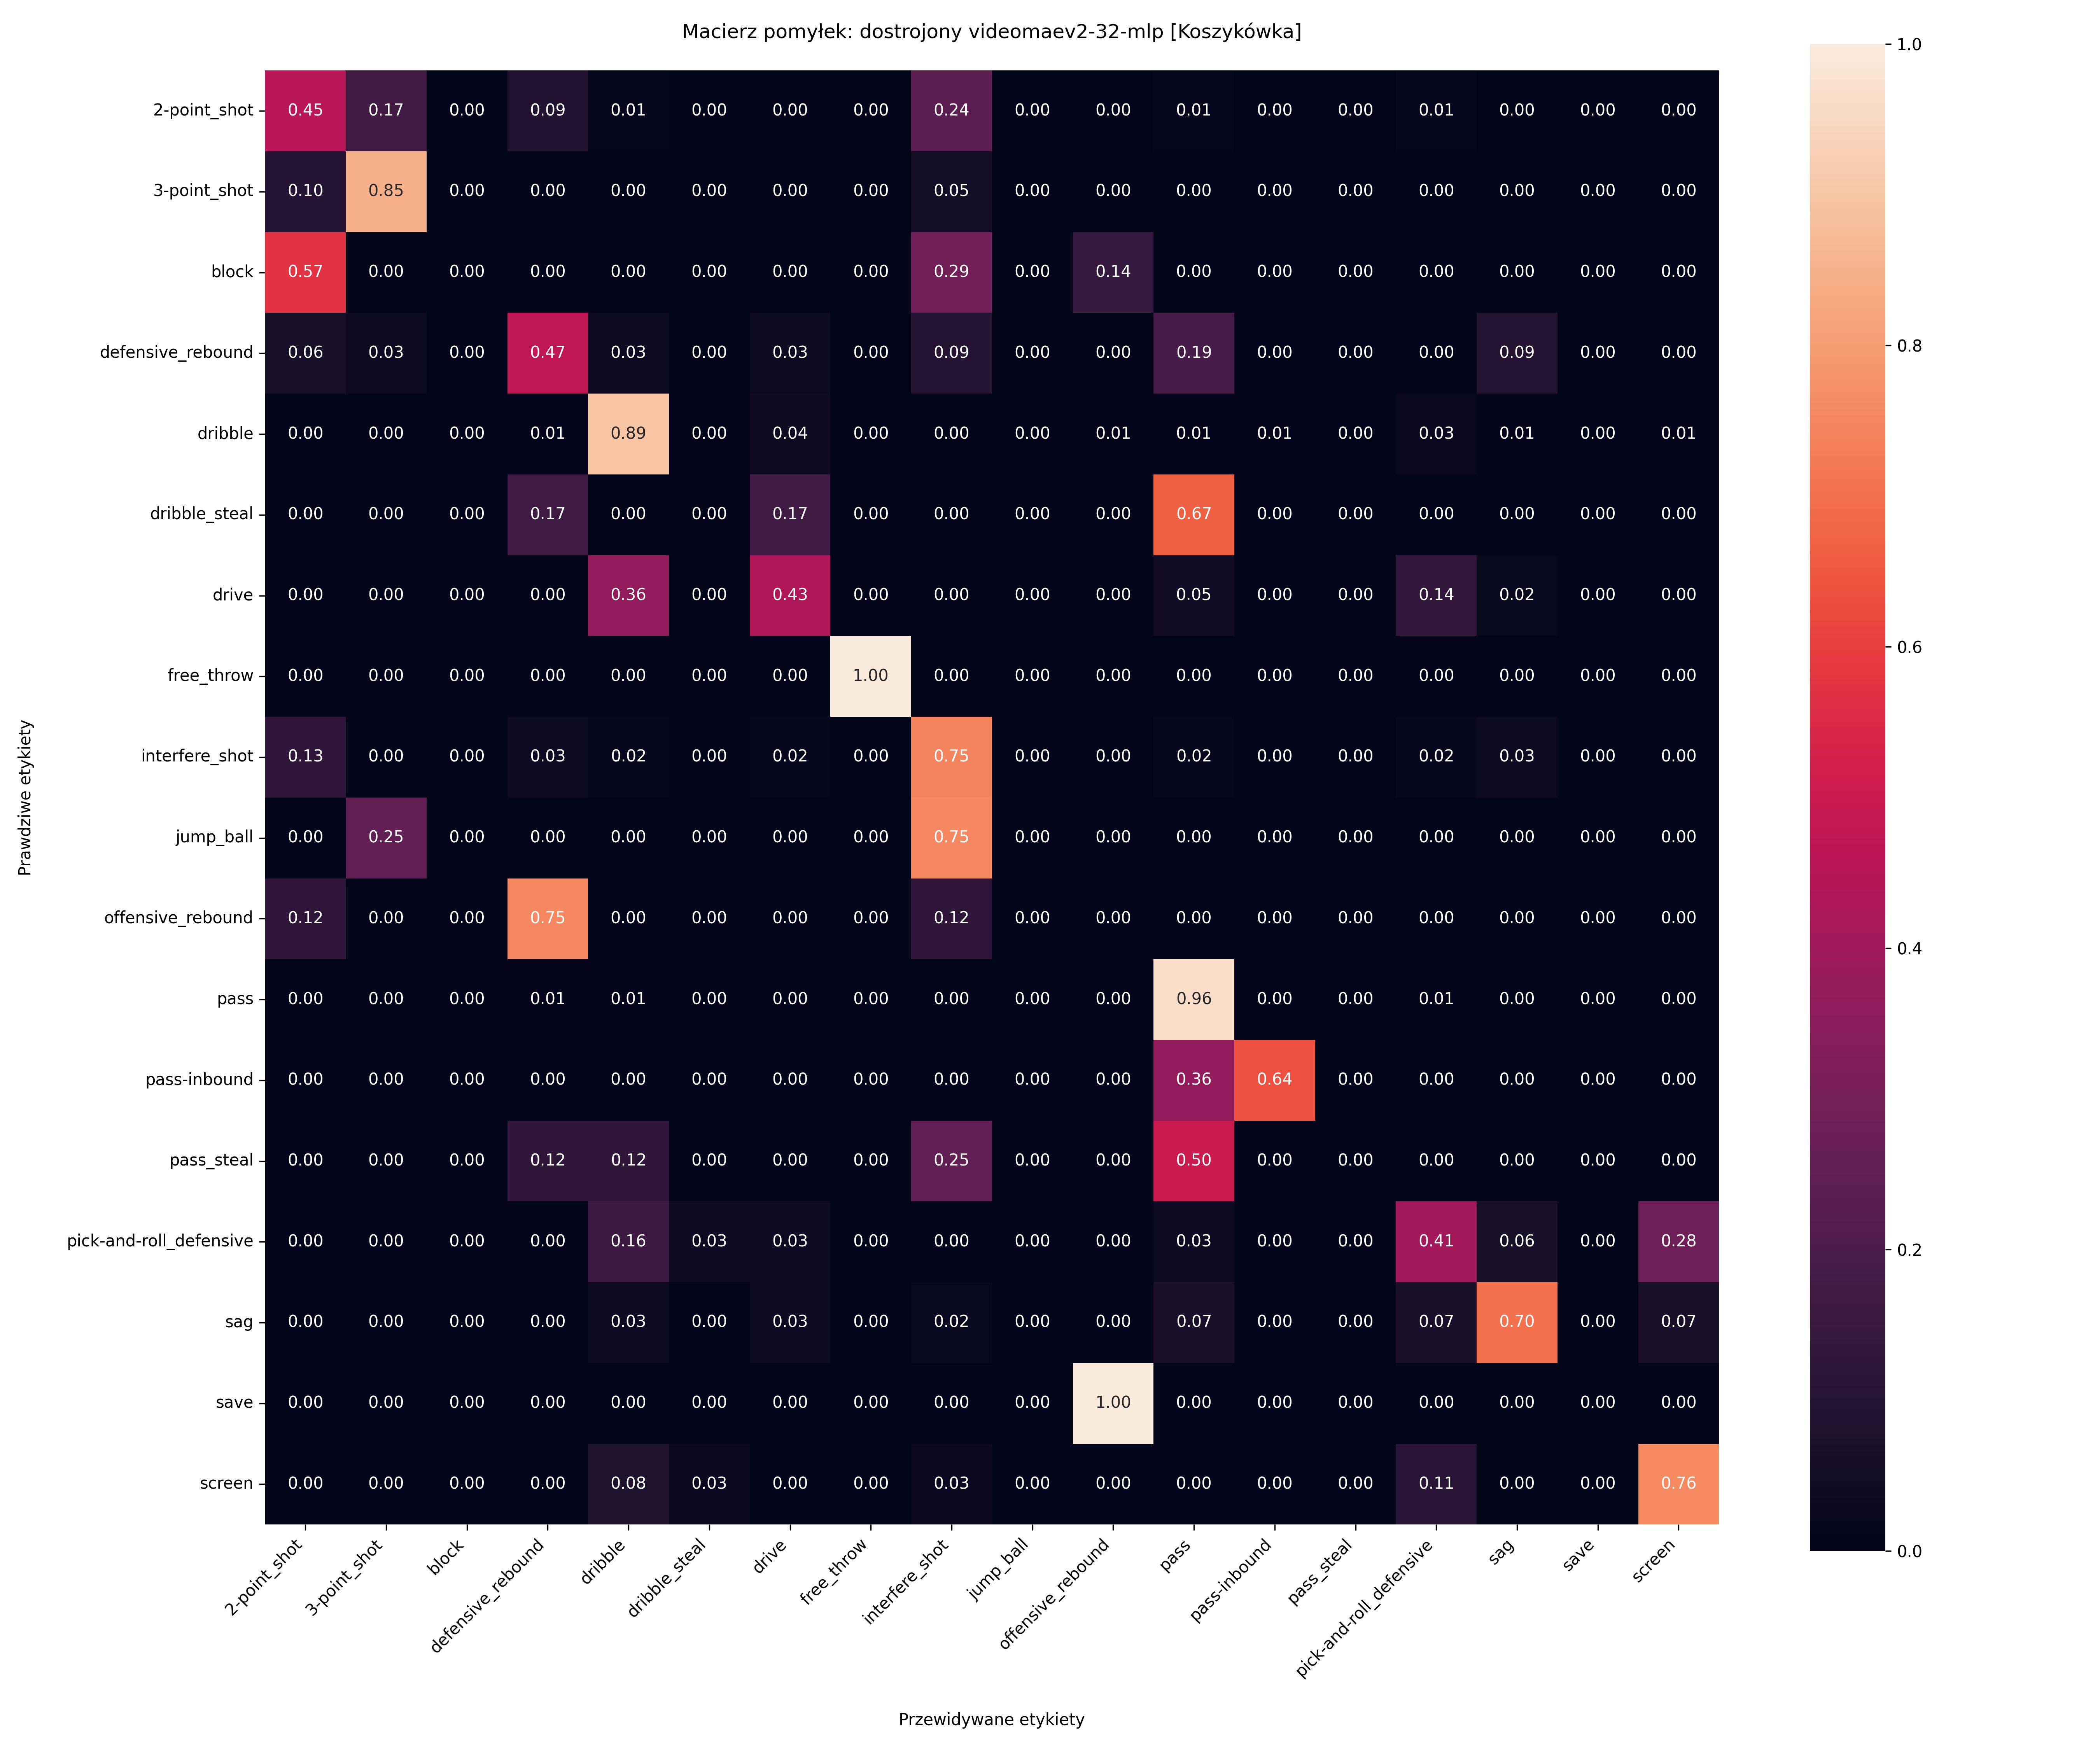 Macierz pomyłek: dostrojony videomaev2-32-mlp [Koszykówka]
1.0
2-point_shot 0.45 0.17 0.00 0.09 0.01 0.00 0.00 0.00 0.24 0.00 0.00 0.01 0.00 0.00 0.01 0.00 0.00 0.00
3-point_shot 0.10 0.85 0.00 0.00 0.00 0.00 0.00 0.00 0.05 0.00 0.00 0.00 0.00 0.00 0.00 0.00 0.00 0.00
block 0.57 0.00 0.00 0.00 0.00 0.00 0.00 0.00 0.29 0.00 0.14 0.00 0.00 0.00 0.00 0.00 0.00 0.00
0.8
defensive_rebound 0.06 0.03 0.00 0.47 0.03 0.00 0.03 0.00 0.09 0.00 0.00 0.19 0.00 0.00 0.00 0.09 0.00 0.00
dribble 0.00 0.00 0.00 0.01 0.89 0.00 0.04 0.00 0.00 0.00 0.01 0.01 0.01 0.00 0.03 0.01 0.00 0.01
dribble_steal 0.00 0.00 0.00 0.17 0.00 0.00 0.17 0.00 0.00 0.00 0.00 0.67 0.00 0.00 0.00 0.00 0.00 0.00
drive 0.00 0.00 0.00 0.00 0.36 0.00 0.43 0.00 0.00 0.00 0.00 0.05 0.00 0.00 0.14 0.02 0.00 0.00
0.6
free_throw 0.00 0.00 0.00 0.00 0.00 0.00 0.00 1.00 0.00 0.00 0.00 0.00 0.00 0.00 0.00 0.00 0.00 0.00
interfere_shot 0.13 0.00 0.00 0.03 0.02 0.00 0.02 0.00 0.75 0.00 0.00 0.02 0.00 0.00 0.02 0.03 0.00 0.00
Prawdziwe etykiety
jump_ball 0.00 0.25 0.00 0.00 0.00 0.00 0.00 0.00 0.75 0.00 0.00 0.00 0.00 0.00 0.00 0.00 0.00 0.00
offensive_rebound 0.12 0.00 0.00 0.75 0.00 0.00 0.00 0.00 0.12 0.00 0.00 0.00 0.00 0.00 0.00 0.00 0.00 0.00
0.4
pass 0.00 0.00 0.00 0.01 0.01 0.00 0.00 0.00 0.00 0.00 0.00 0.96 0.00 0.00 0.01 0.00 0.00 0.00
pass-inbound 0.00 0.00 0.00 0.00 0.00 0.00 0.00 0.00 0.00 0.00 0.00 0.36 0.64 0.00 0.00 0.00 0.00 0.00
pass_steal 0.00 0.00 0.00 0.12 0.12 0.00 0.00 0.00 0.25 0.00 0.00 0.50 0.00 0.00 0.00 0.00 0.00 0.00
pick-and-roll_defensive 0.00 0.00 0.00 0.00 0.16 0.03 0.03 0.00 0.00 0.00 0.00 0.03 0.00 0.00 0.41 0.06 0.00 0.28
0.2
sag 0.00 0.00 0.00 0.00 0.03 0.00 0.03 0.00 0.02 0.00 0.00 0.07 0.00 0.00 0.07 0.70 0.00 0.07
save 0.00 0.00 0.00 0.00 0.00 0.00 0.00 0.00 0.00 0.00 1.00 0.00 0.00 0.00 0.00 0.00 0.00 0.00
screen 0.00 0.00 0.00 0.00 0.08 0.03 0.00 0.00 0.03 0.00 0.00 0.00 0.00 0.00 0.11 0.00 0.00 0.76
0.0
2-point_shot
3-point_shot
block
defensive_rebound
dribble
dribble_steal
drive
free_throw
interfere_shot
jump_ball
offensive_rebound
pass
pass-inbound
pass_steal
pick-and-roll_defensive
sag
save
screen
Przewidywane etykiety